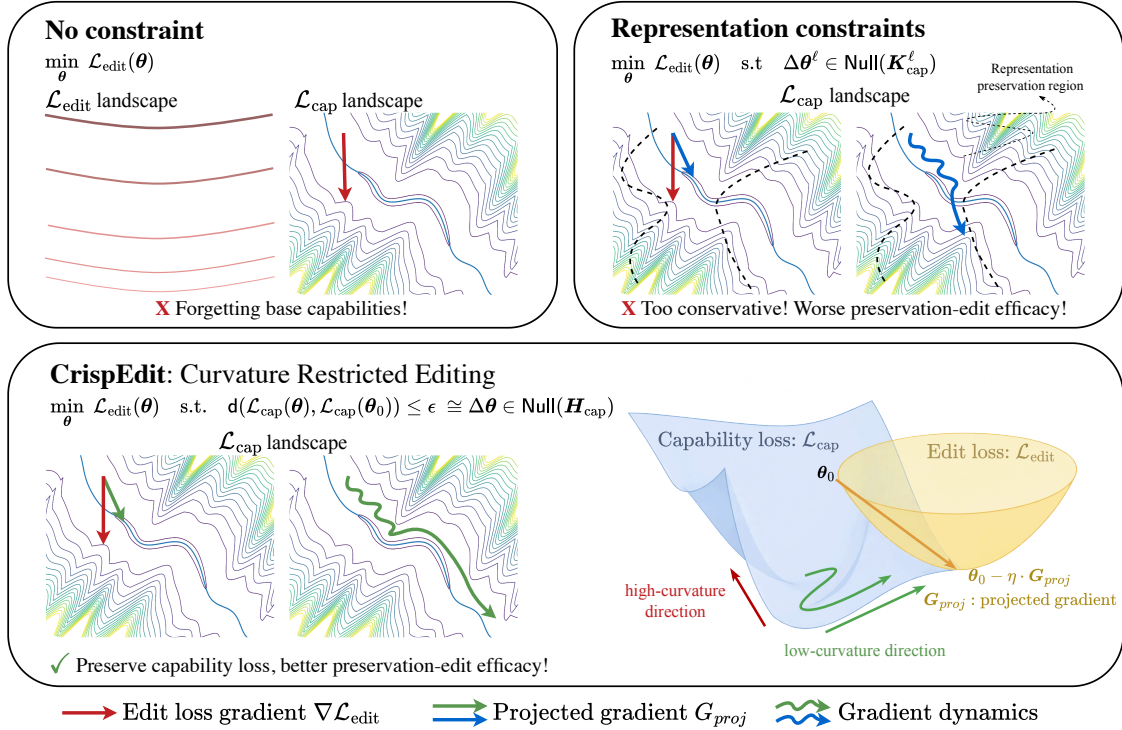 No constraint
min_θ 𝓛_edit(θ)
𝓛_edit landscape
𝓛_cap landscape
X Forgetting base capabilities!
Representation constraints
min_θ 𝓛_edit(θ) s.t Δθ^ℓ ∈ Null(K^ℓ_cap)
Representation
preservation region
𝓛_cap landscape
X Too conservative! Worse preservation-edit efficacy!
CrispEdit: Curvature Restricted Editing
min_θ 𝓛_edit(θ) s.t. d(𝓛_cap(θ), 𝓛_cap(θ₀)) ≤ ϵ ≅ Δθ ∈ Null(H_cap)
𝓛_cap landscape
✓ Preserve capability loss, better preservation-edit efficacy!
Capability loss: 𝓛_cap
Edit loss: 𝓛_edit
θ₀
θ₀ − η · G_proj
G_proj : projected gradient
high-curvature
direction
low-curvature direction
Edit loss gradient ∇𝓛_edit
Projected gradient G_proj
Gradient dynamics